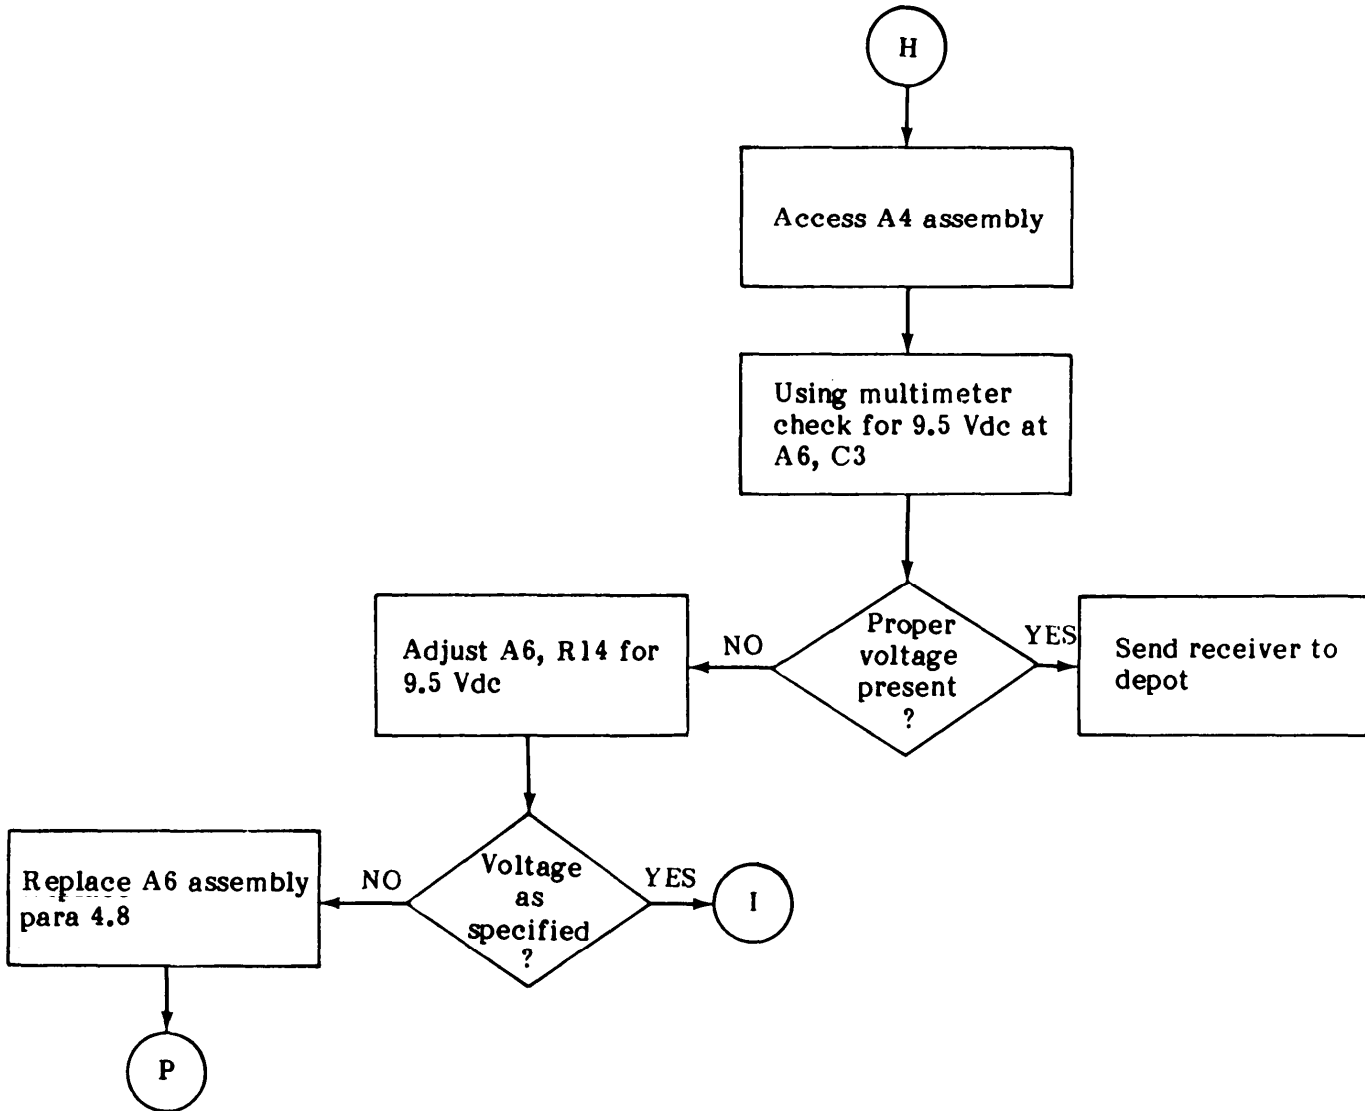 H
Access A4 assembly
Using multimeter
check for 9.5 Vdc at
A6, C3
Proper
voltage
present
?
NO
YES
Adjust A6, R14 for
9.5 Vdc
Send receiver to
depot
Voltage
as
specified
?
NO
YES
Replace A6 assembly
para 4.8
I
P